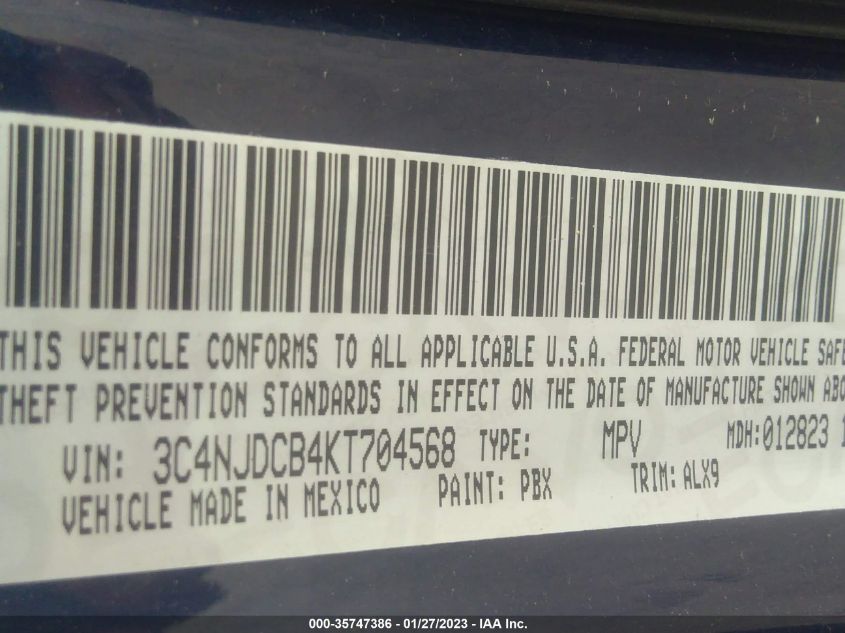 THIS VEHICLE CONFORMS TO ALL APPLICABLE U.S.A. FEDERAL MOTOR VEHICLE SAFE
THEFT PREVENTION STANDARDS IN EFFECT ON THE DATE OF MANUFACTURE SHOWN ABO
VIN: 3C4NJDCB4KT704568 TYPE: MPV MDH:012823 1
VEHICLE MADE IN MEXICO PAINT: PBX TRIM: ALX9
000-35747386 - 01/27/2023 - IAA Inc.